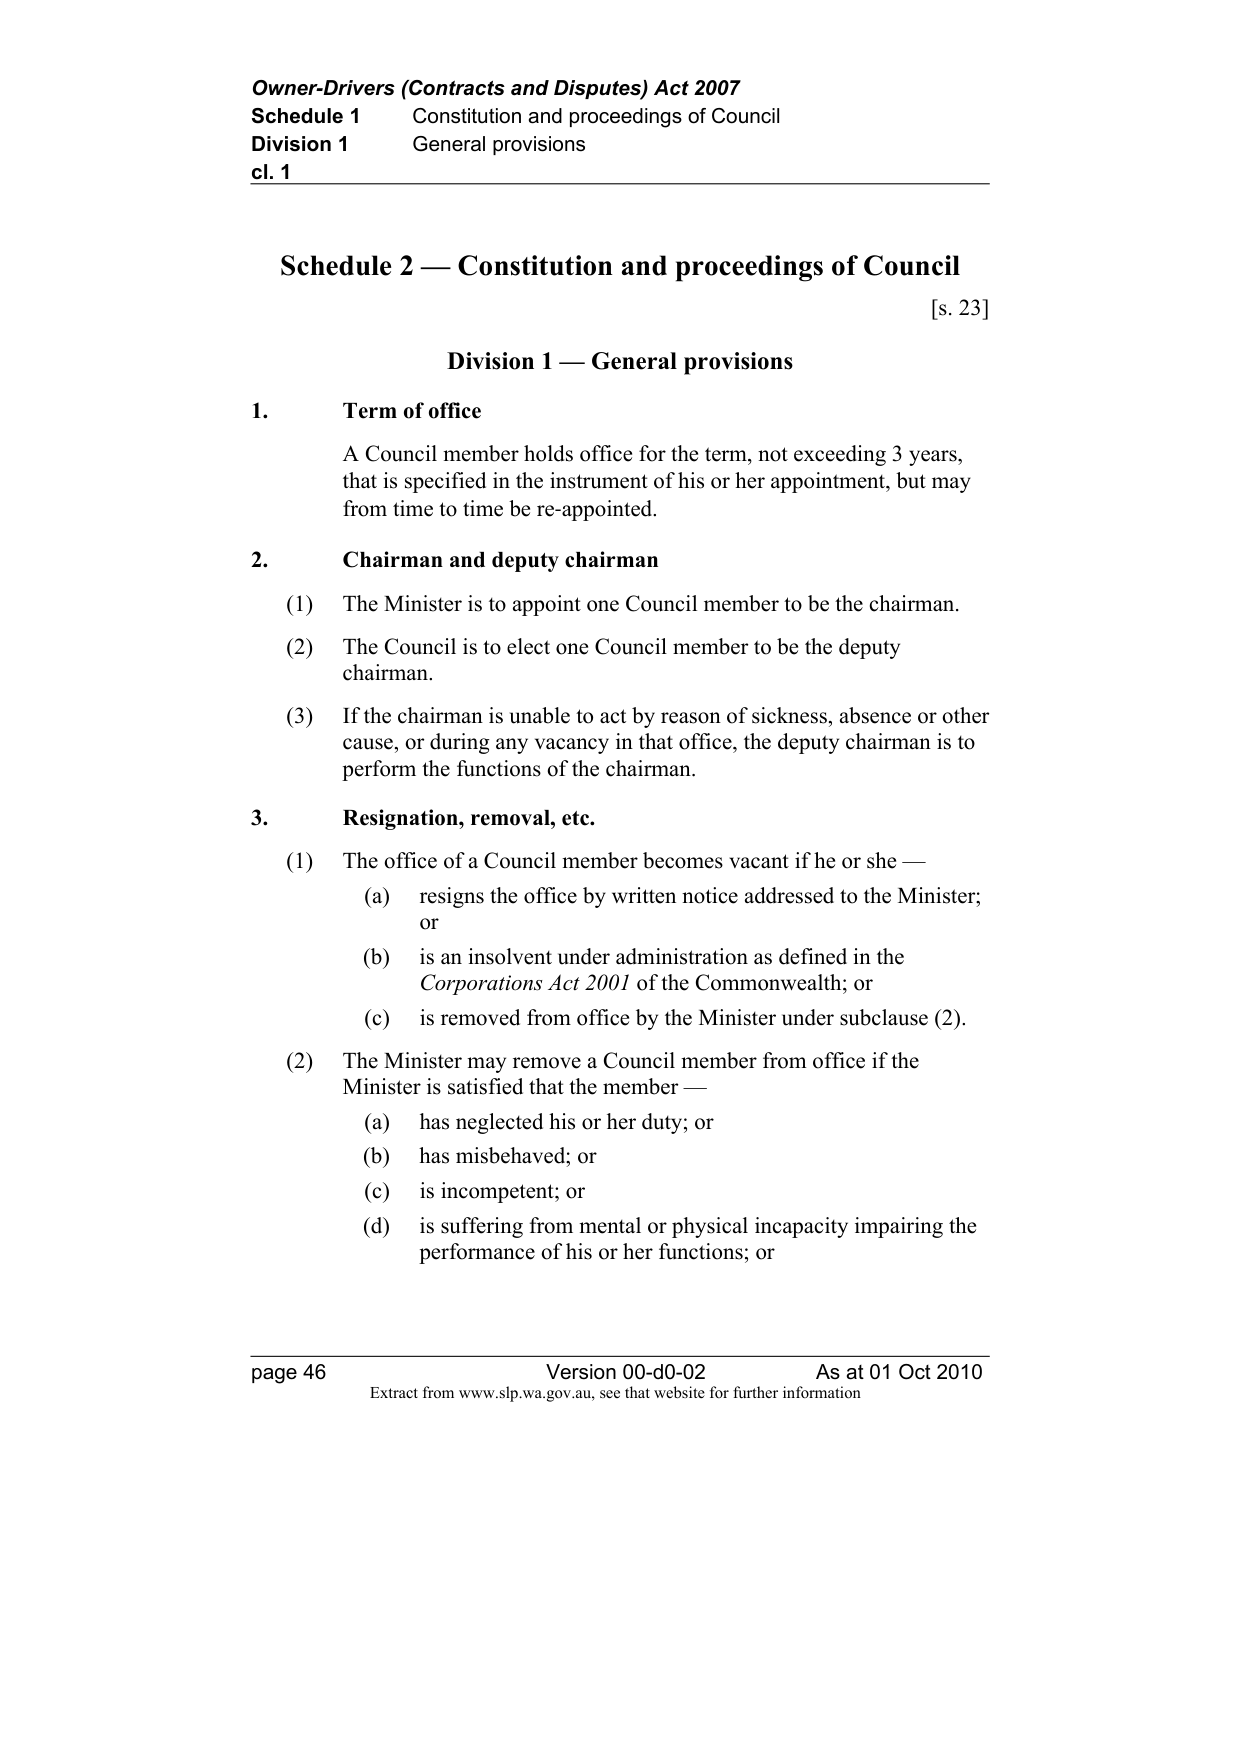 Owner-Drivers (Contracts and Disputes) Act 2007
Schedule 1 Constitution and proceedings of Council
Division 1 General provisions
cl. 1
Schedule 2 — Constitution and proceedings of Council
[s. 23]
Division 1 — General provisions
1. Term of office
A Council member holds office for the term, not exceeding 3 years,
that is specified in the instrument of his or her appointment, but may
from time to time be re-appointed.
2. Chairman and deputy chairman
(1) The Minister is to appoint one Council member to be the chairman.
(2) The Council is to elect one Council member to be the deputy
chairman.
(3) If the chairman is unable to act by reason of sickness, absence or other
cause, or during any vacancy in that office, the deputy chairman is to
perform the functions of the chairman.
3. Resignation, removal, etc.
(1) The office of a Council member becomes vacant if he or she —
(a) resigns the office by written notice addressed to the Minister;
or
(b) is an insolvent under administration as defined in the
Corporations Act 2001 of the Commonwealth; or
(c) is removed from office by the Minister under subclause (2).
(2) The Minister may remove a Council member from office if the
Minister is satisfied that the member —
(a) has neglected his or her duty; or
(b) has misbehaved; or
(c) is incompetent; or
(d) is suffering from mental or physical incapacity impairing the
performance of his or her functions; or
page 46 Version 00-d0-02 As at 01 Oct 2010
Extract from www.slp.wa.gov.au, see that website for further information